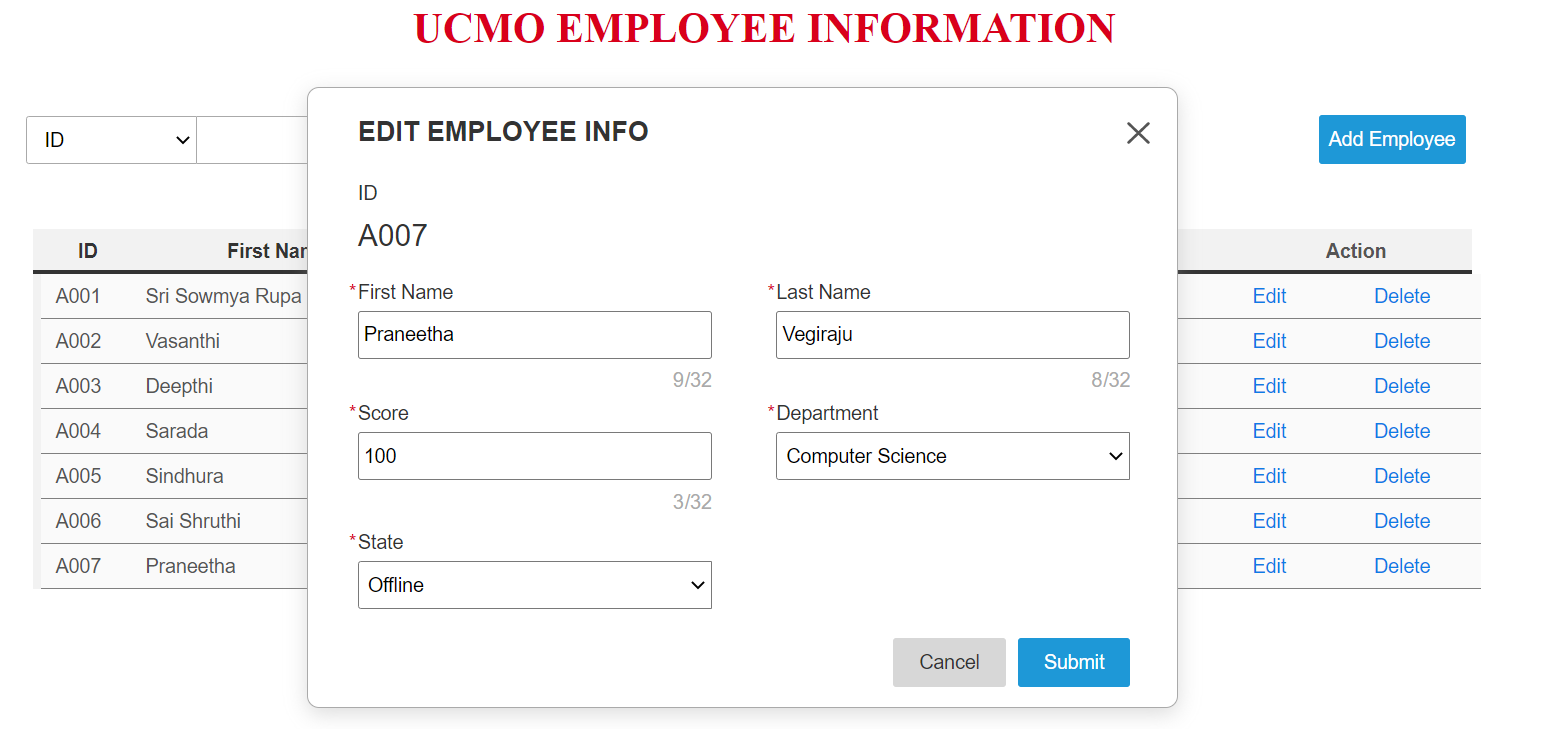 UCMO EMPLOYEE INFORMATION
ID
Add Employee
EDIT EMPLOYEE INFO
ID
A007
*First Name *Last Name
Praneetha Vegiraju
9/32 8/32
*Score *Department
100 Computer Science
3/32
*State
Offline
Cancel Submit
ID First Action
A001 Sri Sowmya Rupa Edit Delete
A002 Vasanthi Edit Delete
A003 Deepthi Edit Delete
A004 Sarada Edit Delete
A005 Sindhura Edit Delete
A006 Sai Shruthi Edit Delete
A007 Praneetha Edit Delete